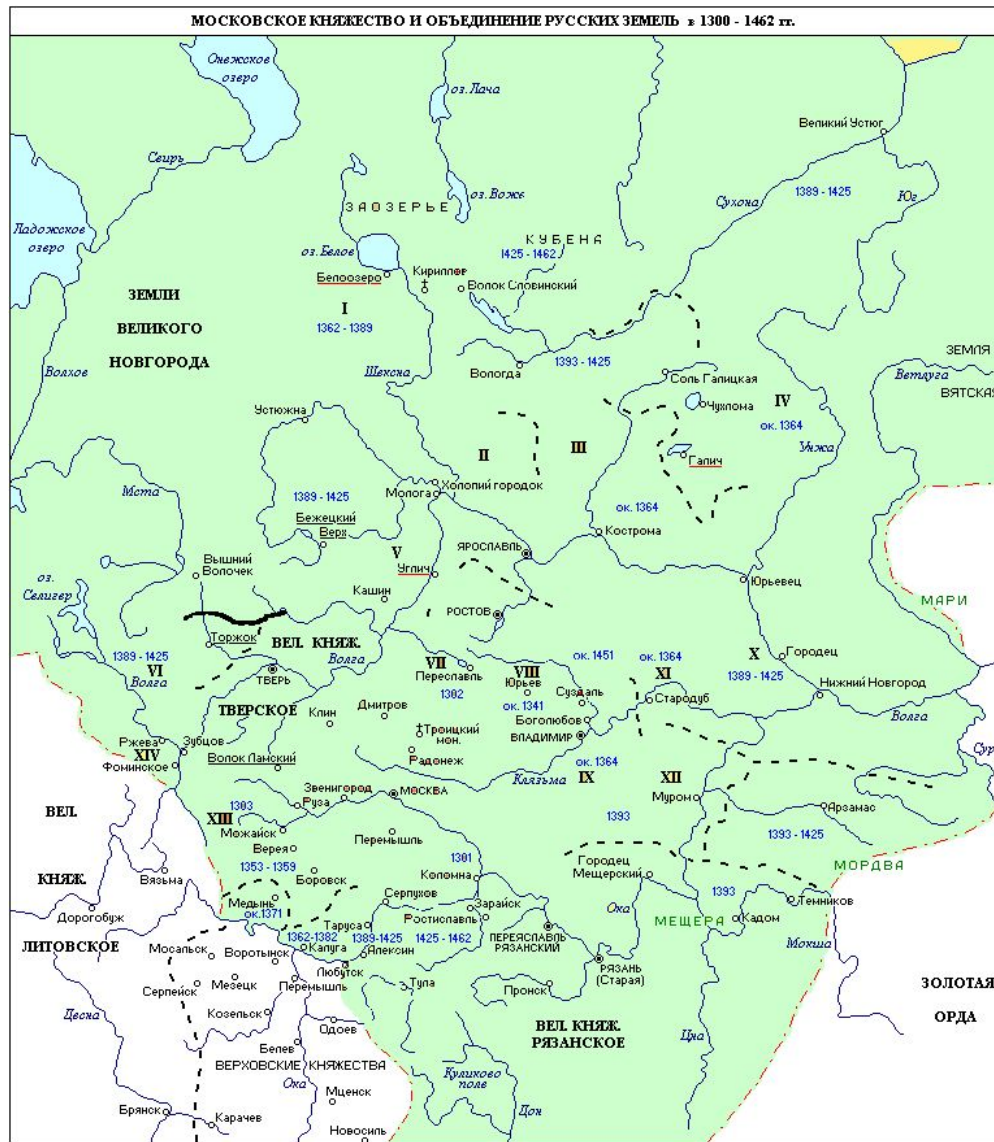 МОСКОВСКОЕ КНЯЖЕСТВО И ОБЪЕДИНЕНИЕ РУССКИХ ЗЕМЕЛЬ в 1300 - 1462 гг.
Онежское
озеро
оз. Лача
Великий Устюг
Свирь
оз. Воже
1389 - 1425
Юг
Сухона
ЗАОЗЕРЬЕ
Ладожское
озеро
КУБЕНА
1425 - 1462
оз. Белое
Белоозеро
Кириллов
Волок Словинский
ЗЕМЛИ
ВЕЛИКОГО
НОВГОРОДА
I
1362 - 1389
Волхов
Шексна
Вологда
1393 - 1425
ЗЕМЛЯ
ВЯТСКАЯ
Ветлуга
Соль Галицкая
Чухлома
IV
ок. 1364
Устюжна
Унжа
II
III
Галич
Мста
1389 - 1425
Холопий городок
Молога
ок. 1364
Бежецкий
Верх
Кострома
V
ЯРОСЛАВЛЬ
Вышний
Волочек
Углич
Юрьевец
оз.
Селигер
Кашин
РОСТОВ
МАРИ
Торжок
ВЕЛ. КНЯЖ.
Волга
1389 - 1425
VI
Волга
ТВЕРЬ
VII
Переславль
1302
VIII
Юрьев
ок. 1341
ок. 1451
Суздаль
ок. 1364
XI
X
Городец
1389 - 1425
Стародуб
Нижний Новгород
Волга
ТВЕРСКОЕ
Клин
Дмитров
Троицкий
мон.
Радонеж
Боголюбов
ВЛАДИМИР
Ржева
Зубцов
XIV
Фоминское
Волок Ламский
Клязьма
ок. 1364
IX
XII
Сур
Звенигород
МОСКВА
Руза
Муром
Арзамас
ВЕЛ.
1303
XIII
Можайск
Перемышль
1393
1393 - 1425
Верея
1353 - 1359
1301
Городец
Мещерский
МОРДВА
КНЯЖ.
Вязьма
Боровск
Коломна
Медынь
ок.1371
Серпухов
Зарайск
Ока
1393
Темников
Дорогобуж
Таруса
Ростиславль
МЕЩЕРА
Кадом
ЛИТОВСКОЕ
1362-1382
1389-1425
1425 - 1462
ПЕРЕЯСЛАВЛЬ
РЯЗАНСКИЙ
Мокша
Мосальск
Воротынск
Калуга
Алексин
Любутск
РЯЗАНЬ
(Старая)
Серпейск
Мезецк
Перемышль
Тула
Пронск
ЗОЛОТАЯ
ОРДА
Десна
Козельск
Одоев
ВЕЛ. КНЯЖ.
РЯЗАНСКОЕ
Цна
Белев
ВЕРХОВСКИЕ КНЯЖЕСТВА
Куликово
поле
Ока
Мценск
Брянск
Карачев
Дон
Новосиль